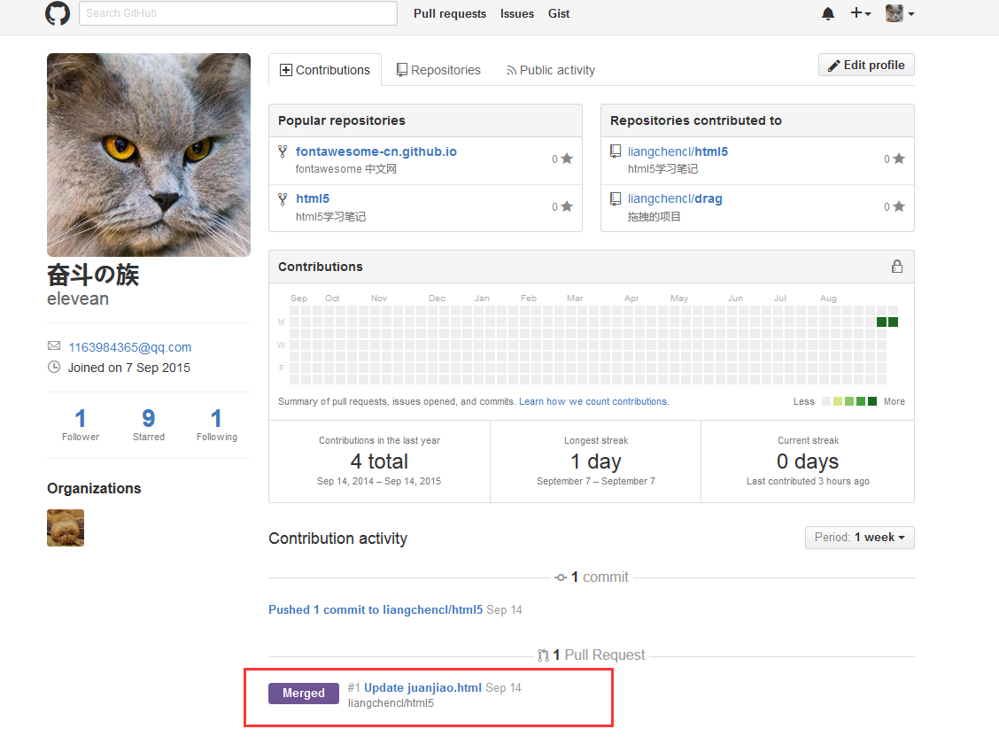 Search GitHub
Pull requests Issues Gist
Contributions Repositories Public activity
Edit profile
奋斗の族
elevean
1163984365@qq.com
Joined on 7 Sep 2015
1 9 1
Follower Starred Following
Organizations
Popular repositories
fontawesome-cn.github.io
fontawesome 中文网
0
html5
html5学习笔记
0
Repositories contributed to
liangchencl/html5
html5学习笔记
0
liangchencl/drag
拖拽的项目
0
Contributions
Sep Oct Nov Dec Jan Feb Mar Apr May Jun Jul Aug
M
W
F
Summary of pull requests, issues opened, and commits. Learn how we count contributions.
Less More
Contributions in the last year
4 total
Sep 14, 2014 – Sep 14, 2015
Longest streak
1 day
September 7 – September 7
Current streak
0 days
Last contributed 3 hours ago
Contribution activity
Period: 1 week
1 commit
Pushed 1 commit to liangchencl/html5 Sep 14
1 Pull Request
Merged #1 Update juanjiao.html Sep 14
liangchencl/html5